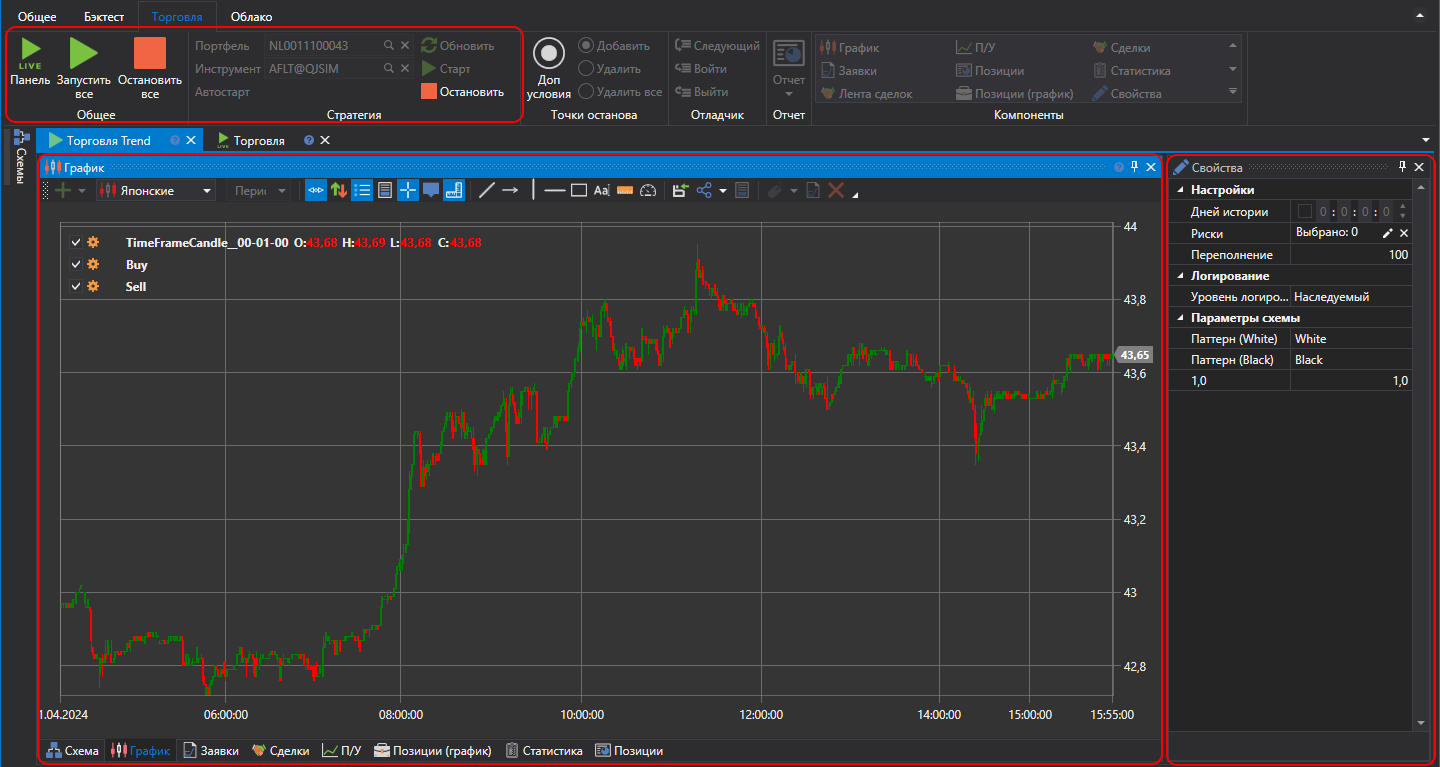 Общее Бэктест Торговля Облако
LIVE
Панель Запустить все Остановить все
Общее
Портфель NL0011100043 Обновить
Инструмент AFLT@QJSIM Старт
Автостарт Остановить
Стратегия
Доп условия
Добавить
Удалить
Удалить все
Точки останова
Следующий
Войти
Выйти
Отладчик
Отчет
Отчет
График П/У Сделки
Заявки Позиции Статистика
Лента сделок Позиции (график) Свойства
Компоненты
Схемы
Торговля Trend
LIVE Торговля
График
Японские Пери
Aa
TimeFrameCandle__00-01-00 O:43,68 H:43,69 L:43,68 C:43,68
Buy
Sell
44
43,8
43,65
43,6
43,4
43,2
43
42,8
1.04.2024 06:00:00 08:00:00 10:00:00 12:00:00 14:00:00 15:00:00 15:55:00
Схема График Заявки Сделки П/У Позиции (график) Статистика Позиции
Свойства
Настройки
Дней истории 0 : 0 : 0 : 0
Риски Выбрано: 0
Переполнение 100
Логирование
Уровень логиро... Наследуемый
Параметры схемы
Паттерн (White) White
Паттерн (Black) Black
1,0 1,0